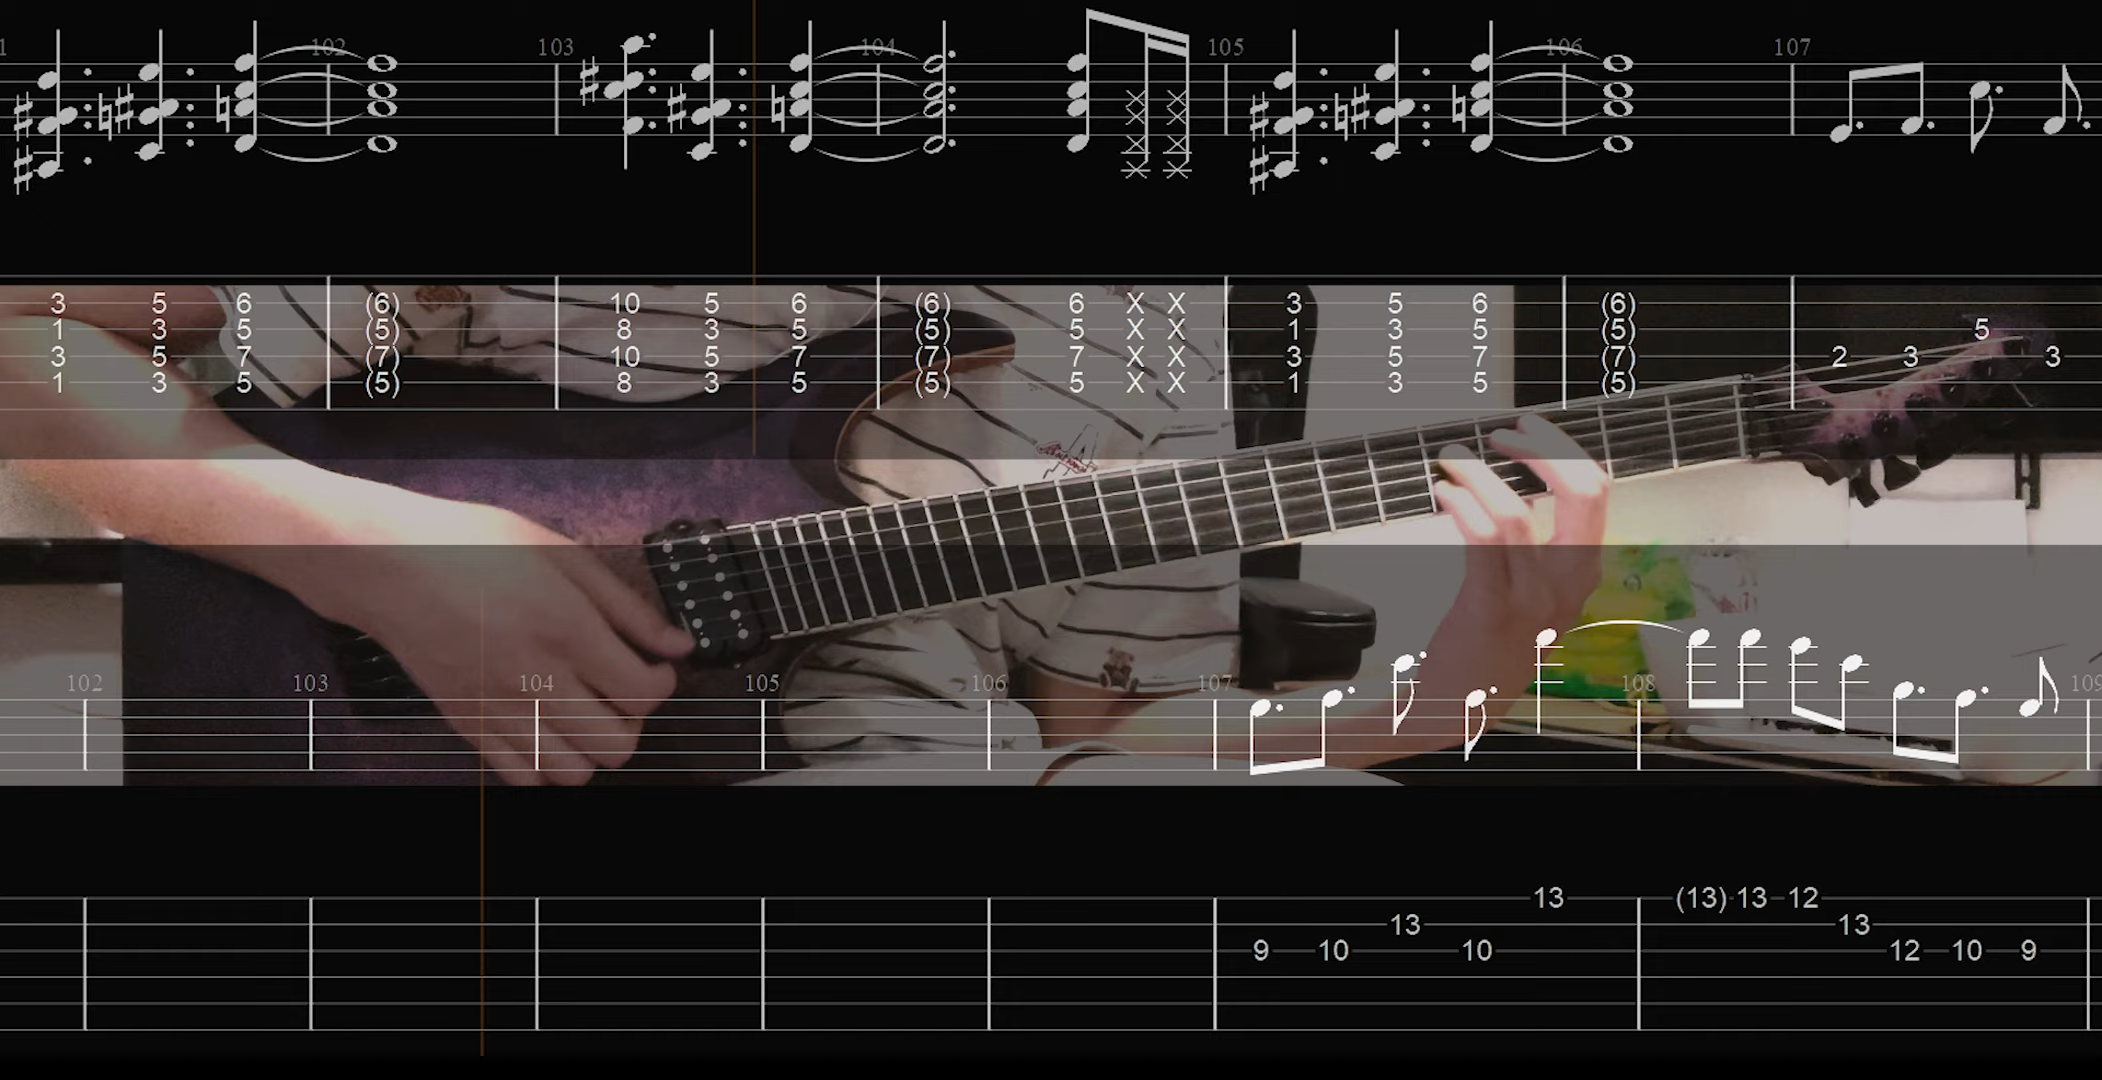 1 102 103 104 105 106 107
3 5 6 (6) 10 5 6 (6) 6 X X 3 5 6 (6)
1 3 5 (5) 8 3 5 (5) 5 X X 1 3 5 (5) 5
3 5 7 (7) 10 5 7 (7) 7 X X 3 5 7 (7) 2 3 3
1 3 5 (5) 8 3 5 (5) 5 X X 1 3 5 (5)
102 103 104 105 106 107 108 109
13 (13) 13 12
13 13
9 10 10 12 10 9